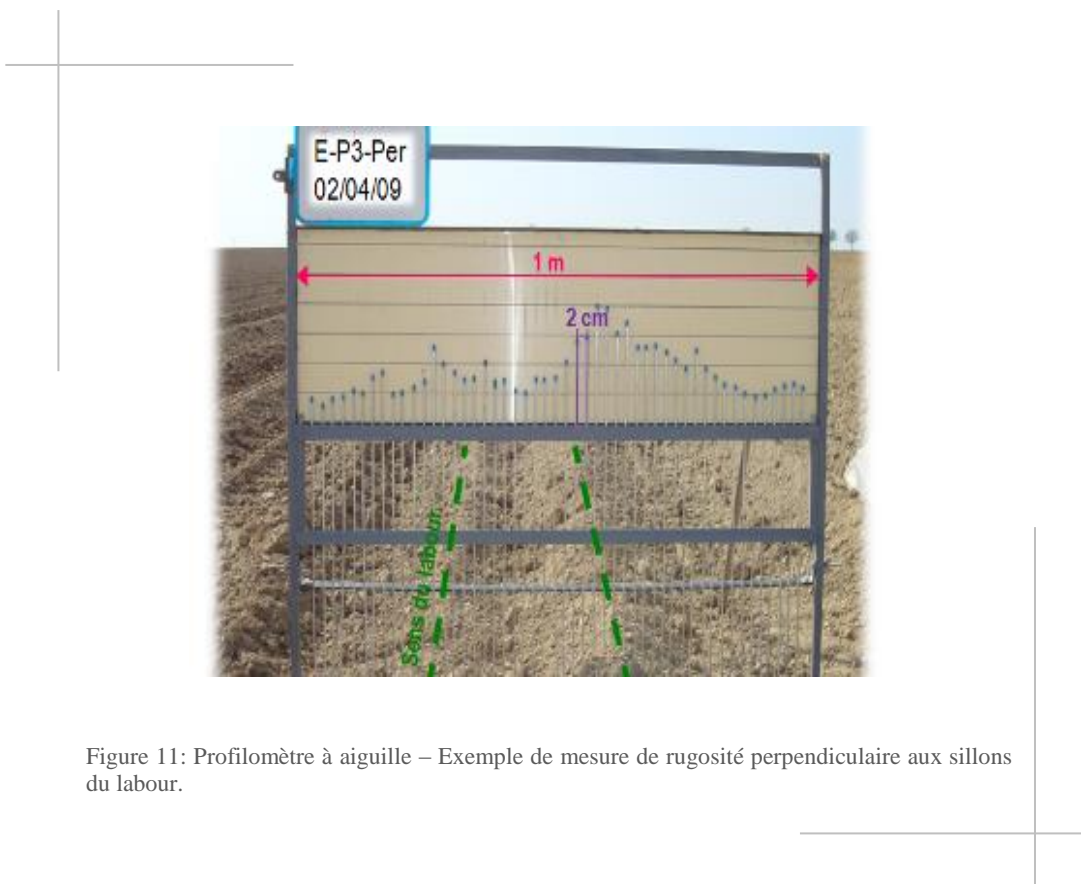 E-P3-Per
02/04/09
1 m
2 cm
Sens du labour
Figure 11: Profilomètre à aiguille – Exemple de mesure de rugosité perpendiculaire aux sillons
du labour.